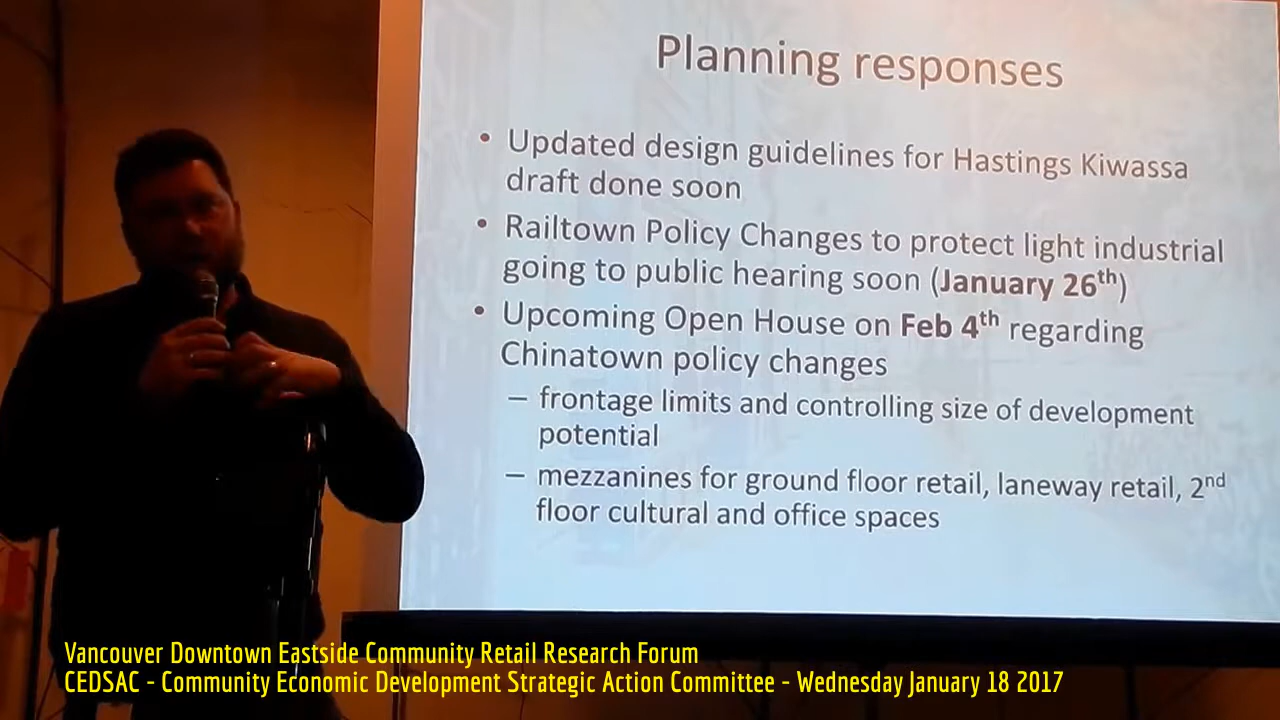 Planning responses
• Updated design guidelines for Hastings Kiwassa
draft done soon
• Railtown Policy Changes to protect light industrial
going to public hearing soon (January 26th)
• Upcoming Open House on Feb 4th regarding
Chinatown policy changes
– frontage limits and controlling size of development
potential
– mezzanines for ground floor retail, laneway retail, 2nd
floor cultural and office spaces
Vancouver Downtown Eastside Community Retail Research Forum
CEDSAC - Community Economic Development Strategic Action Committee - Wednesday January 18 2017